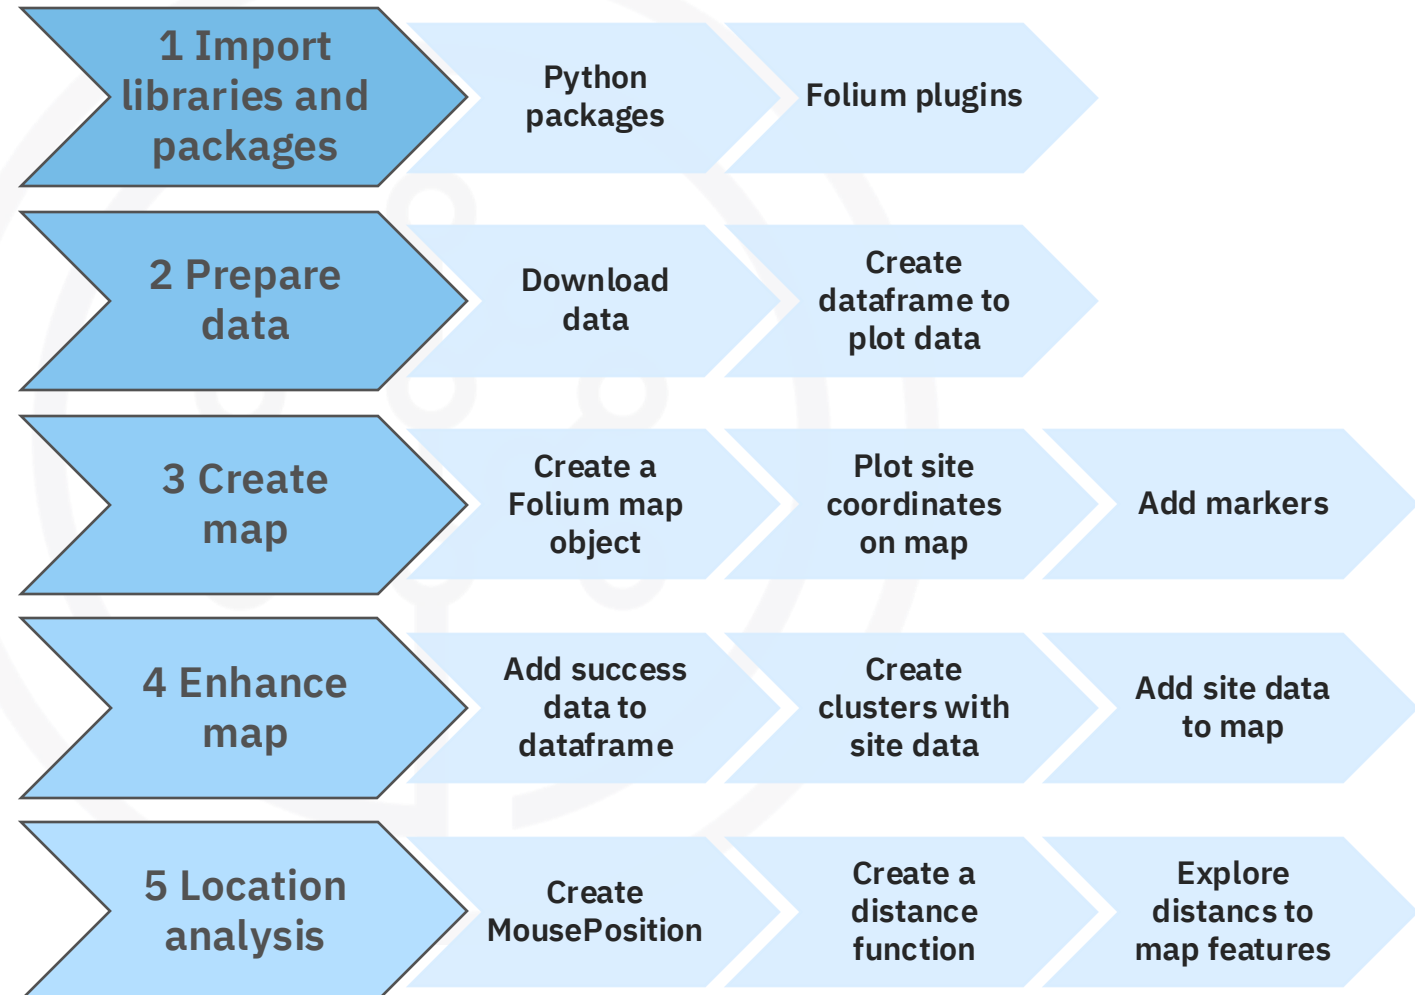 1 Import
libraries and
packages
Python
packages
Folium plugins
2 Prepare
data
Download
data
Create
dataframe to
plot data
3 Create
map
Create a
Folium map
object
Plot site
coordinates
on map
Add markers
4 Enhance
map
Add success
data to
dataframe
Create
clusters with
site data
Add site data
to map
5 Location
analysis
Create
MousePosition
Create a
distance
function
Explore
distancs to
map features